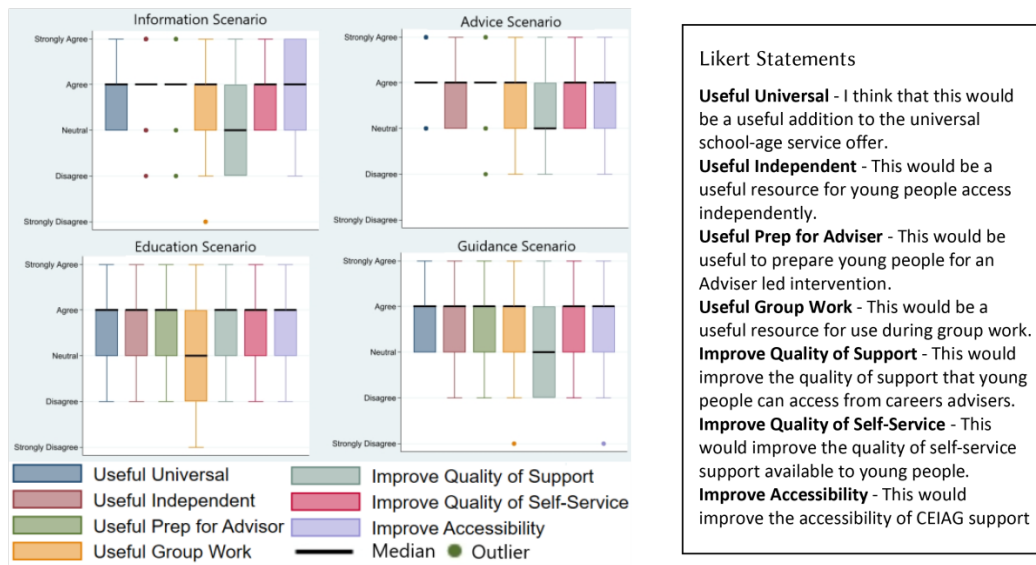 Information Scenario
Strongly Agree
Agree
Neutral
Disagree
Strongly Disagree
Advice Scenario
Strongly Agree
Agree
Neutral
Disagree
Strongly Disagree
Education Scenario
Strongly Agree
Agree
Neutral
Disagree
Strongly Disagree
Guidance Scenario
Strongly Agree
Agree
Neutral
Disagree
Strongly Disagree
Useful Universal
Useful Independent
Useful Prep for Advisor
Useful Group Work
Improve Quality of Support
Improve Quality of Self-Service
Improve Accessibility
Median
Outlier
Likert Statements
Useful Universal - I think that this would
be a useful addition to the universal
school-age service offer.
Useful Independent - This would be a
useful resource for young people access
independently.
Useful Prep for Adviser - This would be
useful to prepare young people for an
Adviser led intervention.
Useful Group Work - This would be a
useful resource for use during group work.
Improve Quality of Support - This would
improve the quality of support that young
people can access from careers advisers.
Improve Quality of Self-Service - This
would improve the quality of self-service
support available to young people.
Improve Accessibility - This would
improve the accessibility of CEIAG support